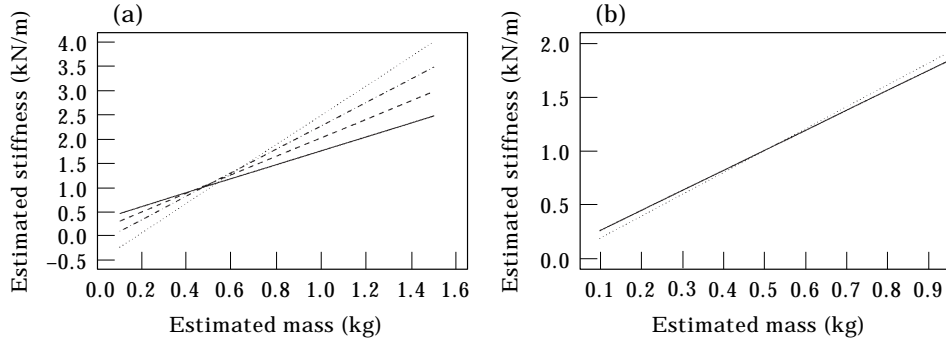 (a)
Estimated stiffness (kN/m)
4.0
3.5
3.0
2.5
2.0
1.5
1.0
0.5
0.0
–0.5
0.0 0.2 0.4 0.6 0.8 1.0 1.2 1.4 1.6
Estimated mass (kg)
(b)
Estimated stiffness (kN/m)
2.0
1.5
1.0
0.5
0.0
0.1 0.2 0.3 0.4 0.5 0.6 0.7 0.8 0.9
Estimated mass (kg)